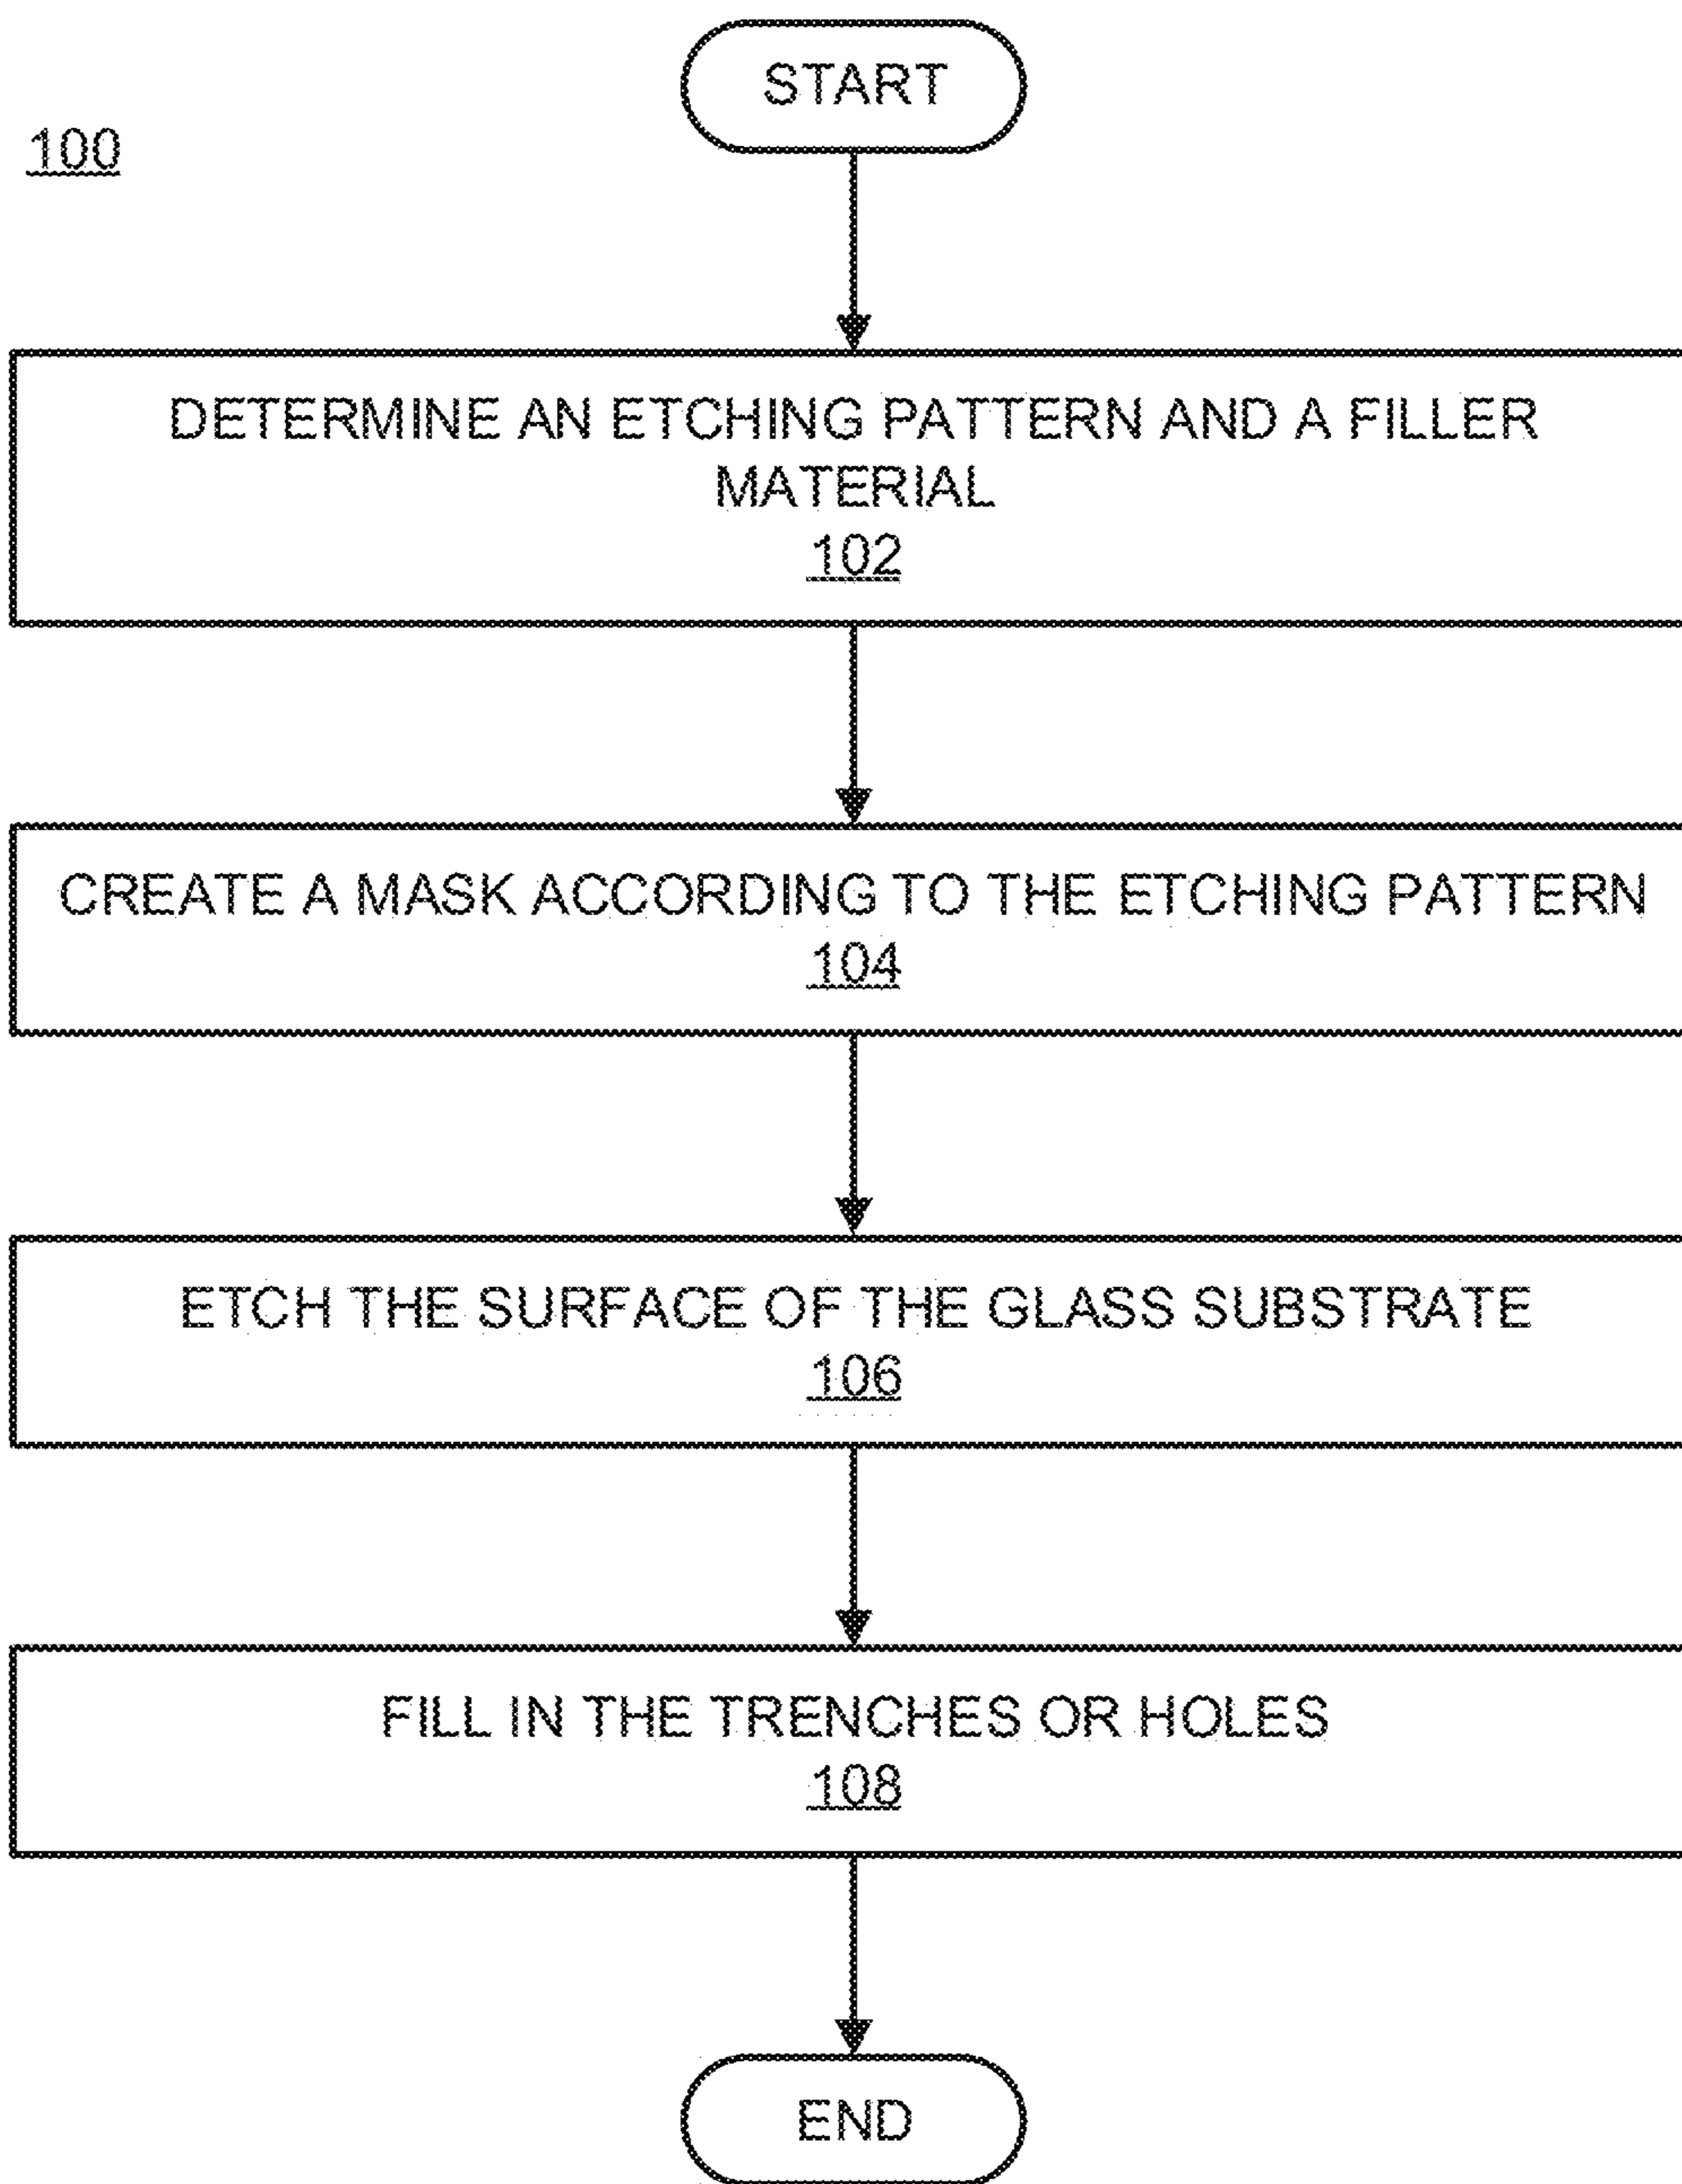 START
100
DETERMINE AN ETCHING PATTERN AND A FILLER
MATERIAL
102
CREATE A MASK ACCORDING TO THE ETCHING PATTERN
104
ETCH THE SURFACE OF THE GLASS SUBSTRATE
106
FILL IN THE TRENCHES OR HOLES
108
END